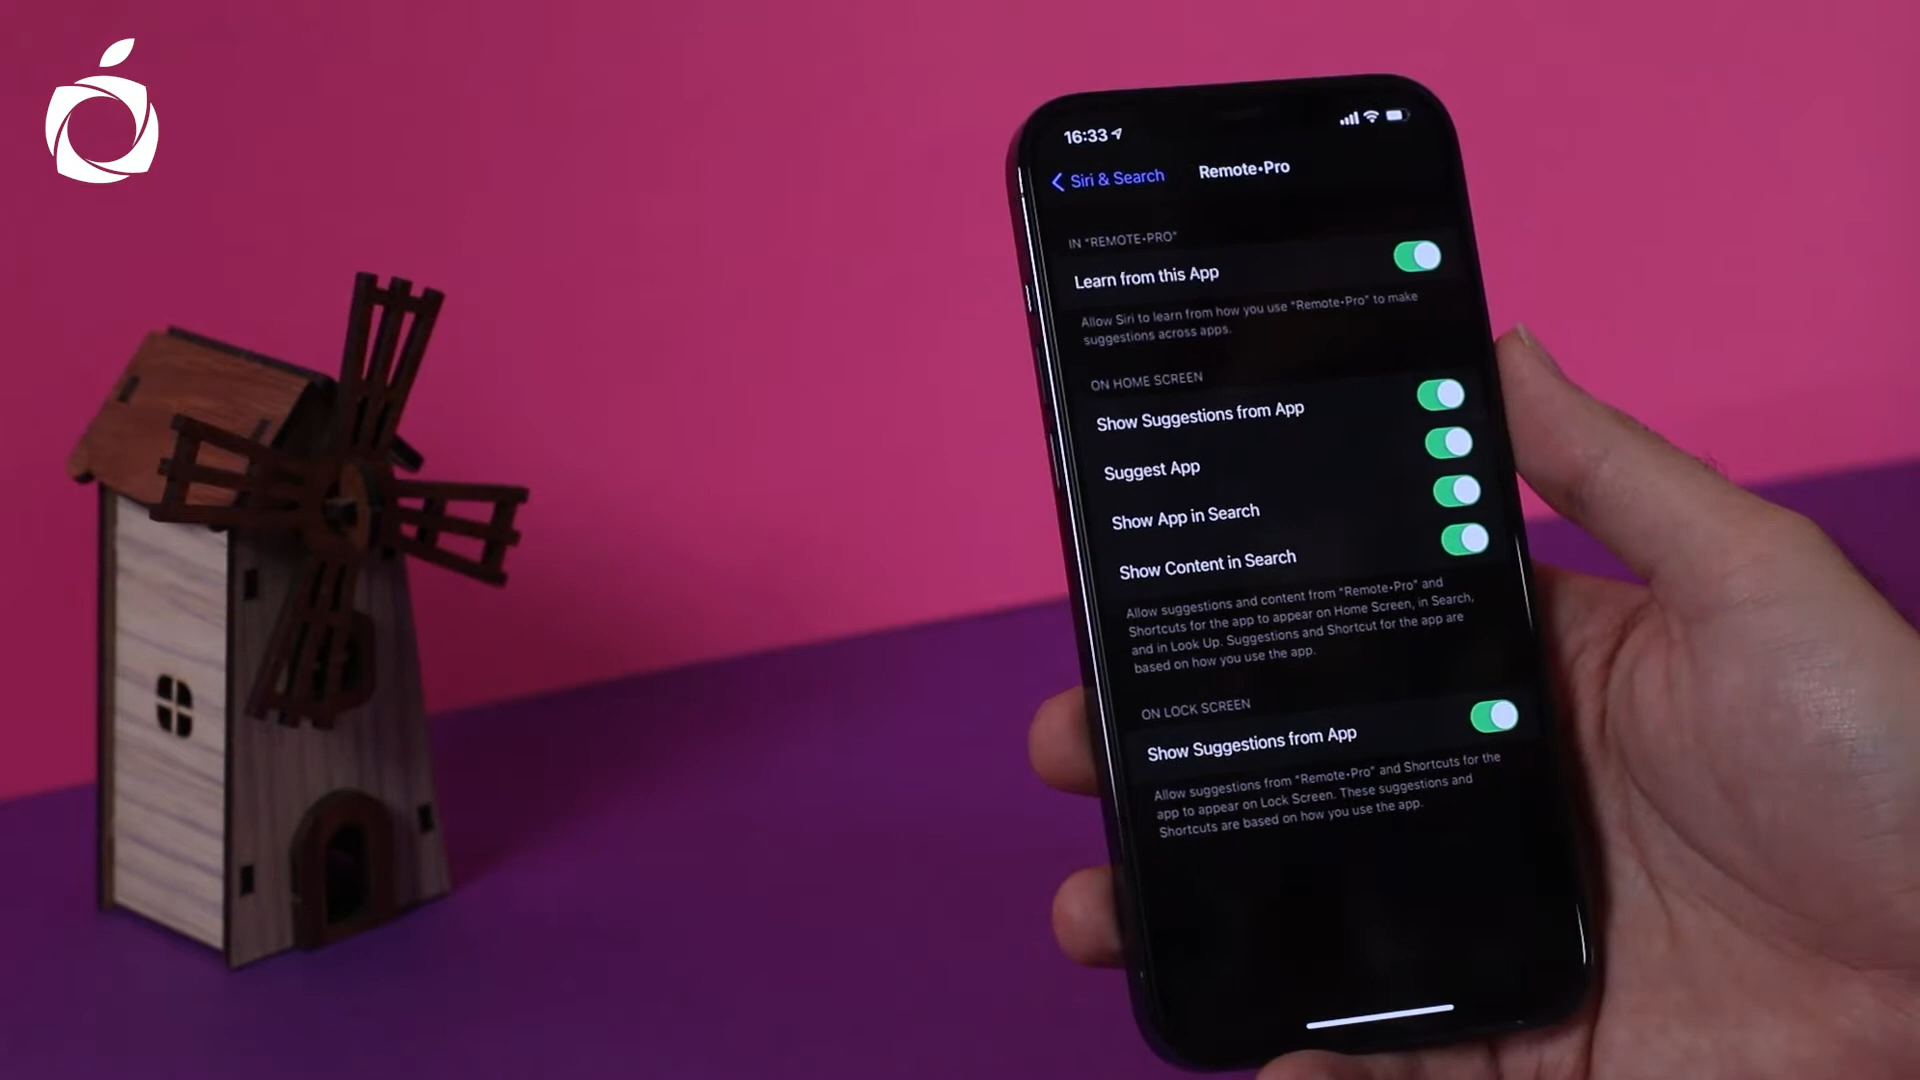 16:33
Siri & Search
Remote•Pro
IN "REMOTE•PRO"
Learn from this App
Allow Siri to learn from how you use "Remote•Pro" to make
suggestions across apps.
ON HOME SCREEN
Show Suggestions from App
Suggest App
Show App in Search
Show Content in Search
Allow suggestions and content from "Remote•Pro" and
Shortcuts for the app to appear on Home Screen, in Search,
and in Look Up. Suggestions and Shortcut for the app are
based on how you use the app.
ON LOCK SCREEN
Show Suggestions from App
Allow suggestions from "Remote•Pro" and Shortcuts for the
app to appear on Lock Screen. These suggestions and
Shortcuts are based on how you use the app.